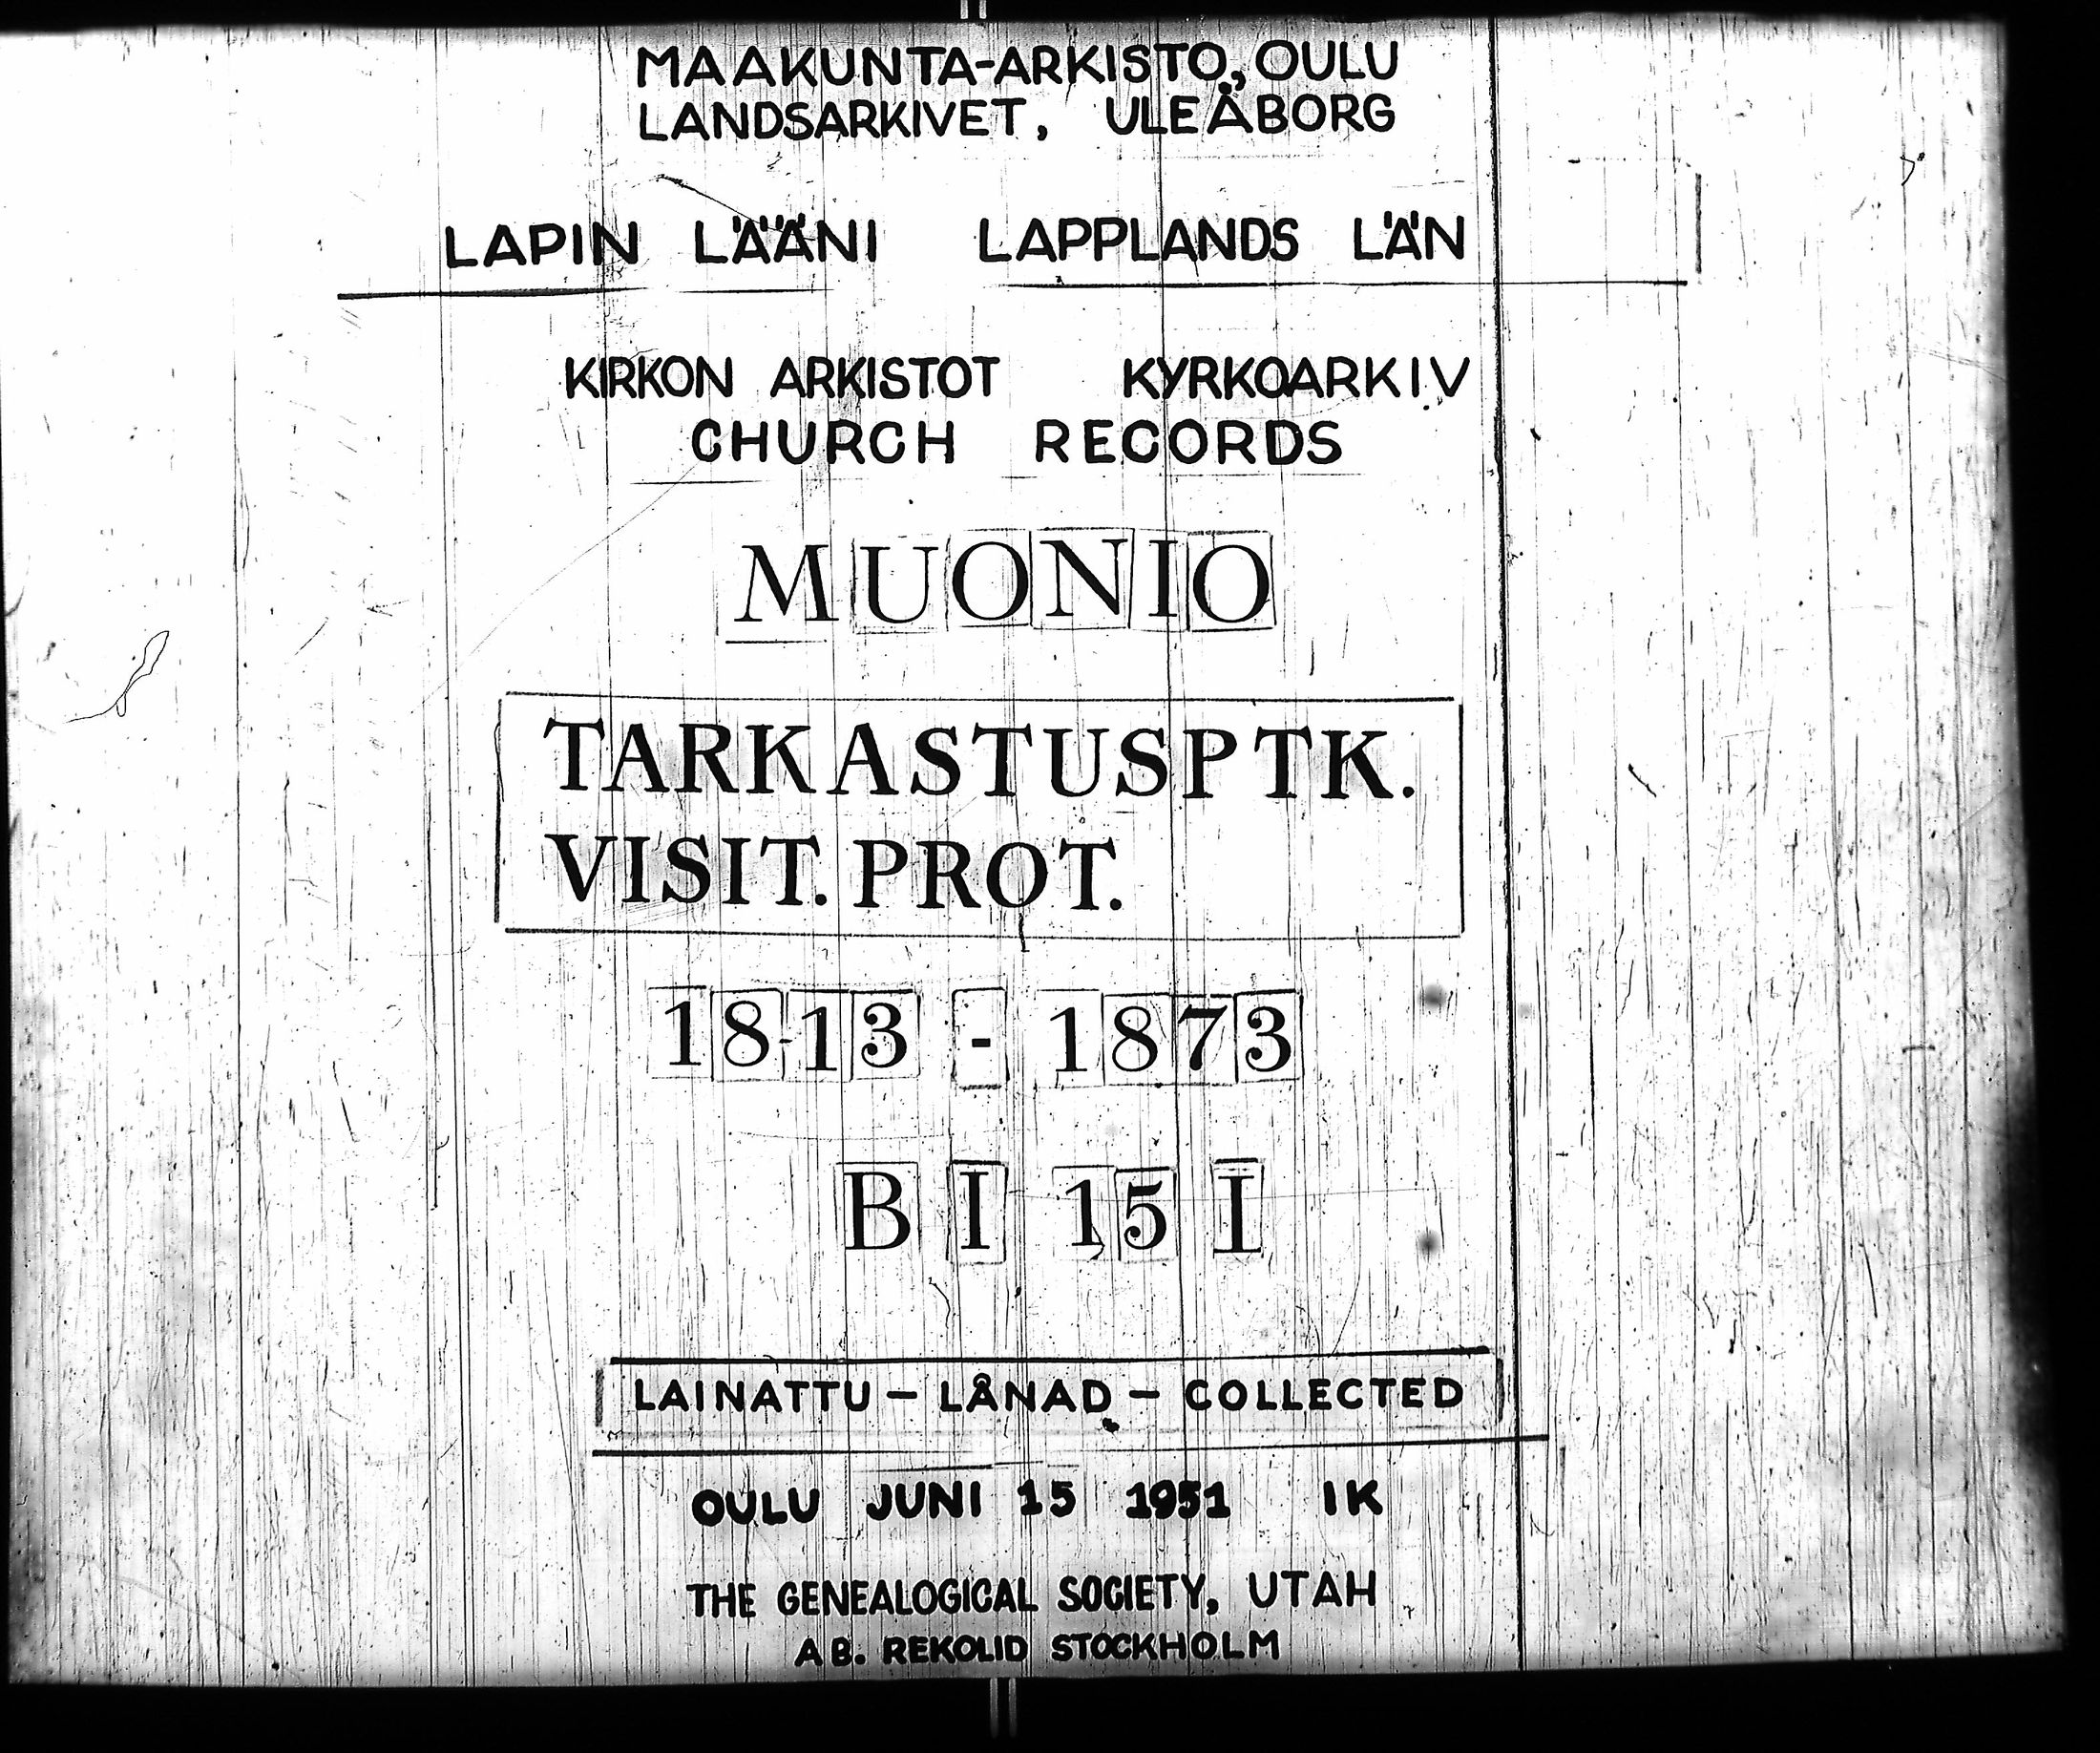 MAAKUNTA-ARKISTO, OULU
LANDSARKIVET, ULEÅBORG
LAPIN LÄÄNI LAPPLANDS LÄN
KIRKON ARKISTOT KYRKOARKIV
CHURCH RECORDS
MUONIO
TARKASTUSPTK.
VISIT. PROT.
1813 - 1873
B I 15 I
LAINATTU - LÅNAD - COLLECTED
OULU JUNI 15 1951 IK
THE GENEALOGICAL SOCIETY, UTAH
AB. REKOLID STOCKHOLM